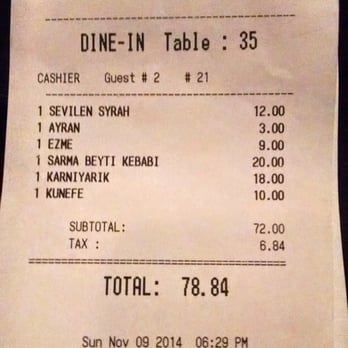 DINE-IN Table : 35
CASHIER Guest # 2 # 21
1 SEVILEN SYRAH 12.00
1 AYRAN 3.00
1 EZME 9.00
1 SARMA BEYTI KEBABI 20.00
1 KARNIYARIK 18.00
1 KUNEFE 10.00
SUBTOTAL: 72.00
TAX : 6.84
TOTAL: 78.84
Sun Nov 09 2014 06:29 PM